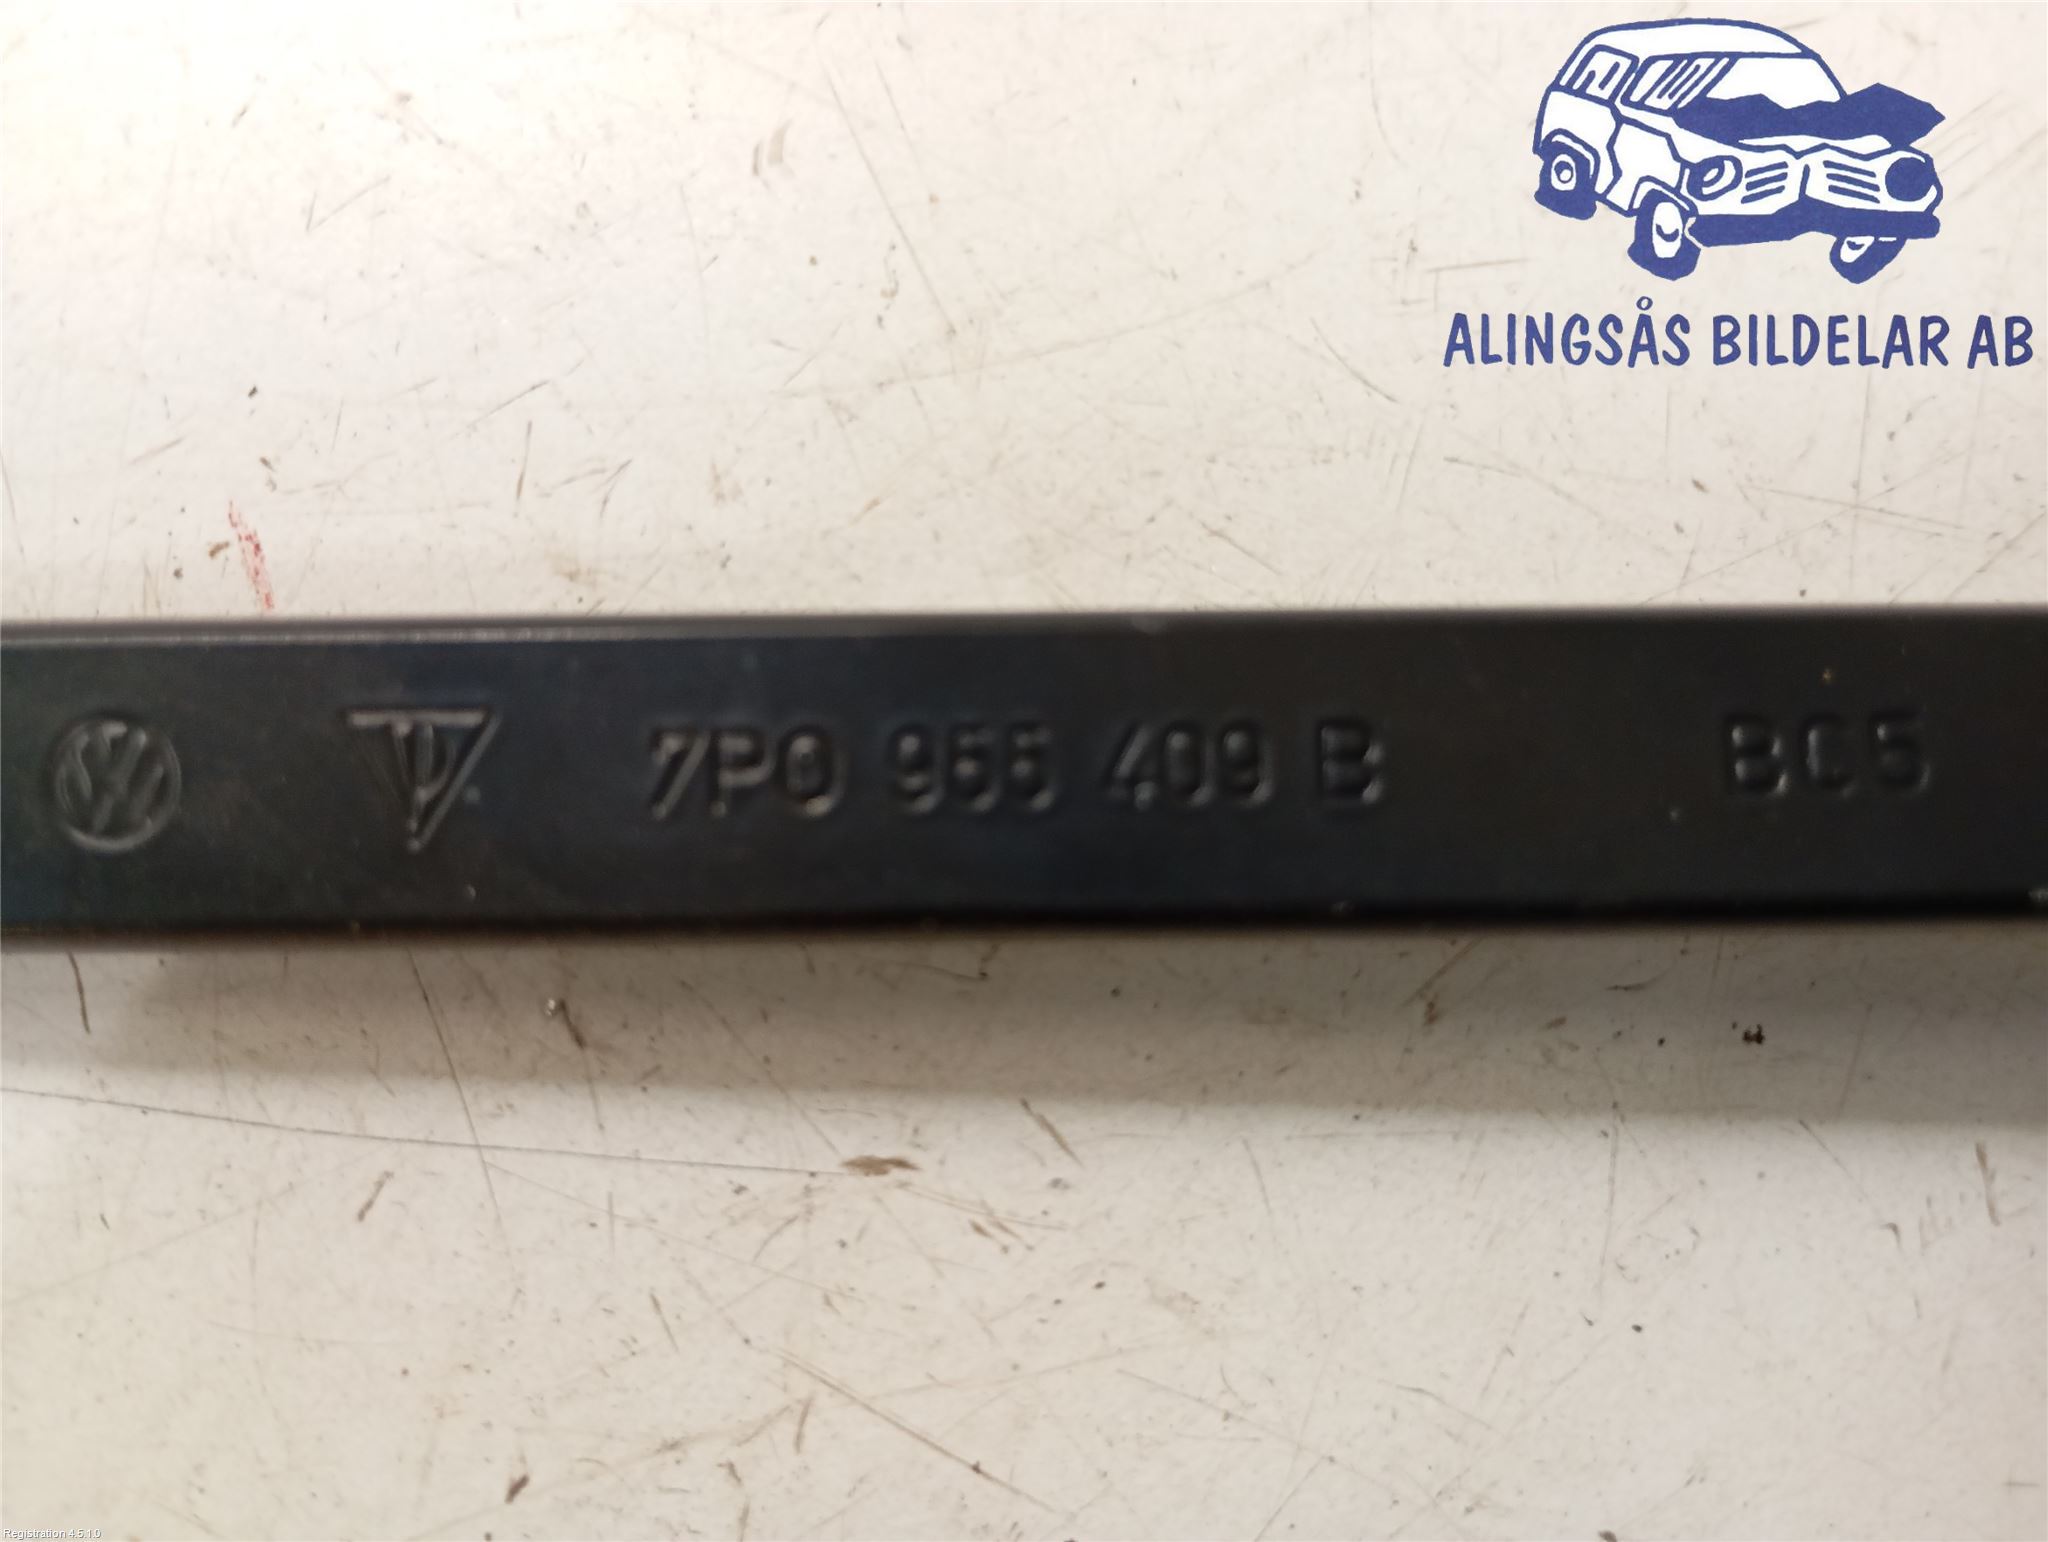 ALINGSÅS BILDELAR AB
7P0 955 409 B BC5
Registration 4.5.1.0